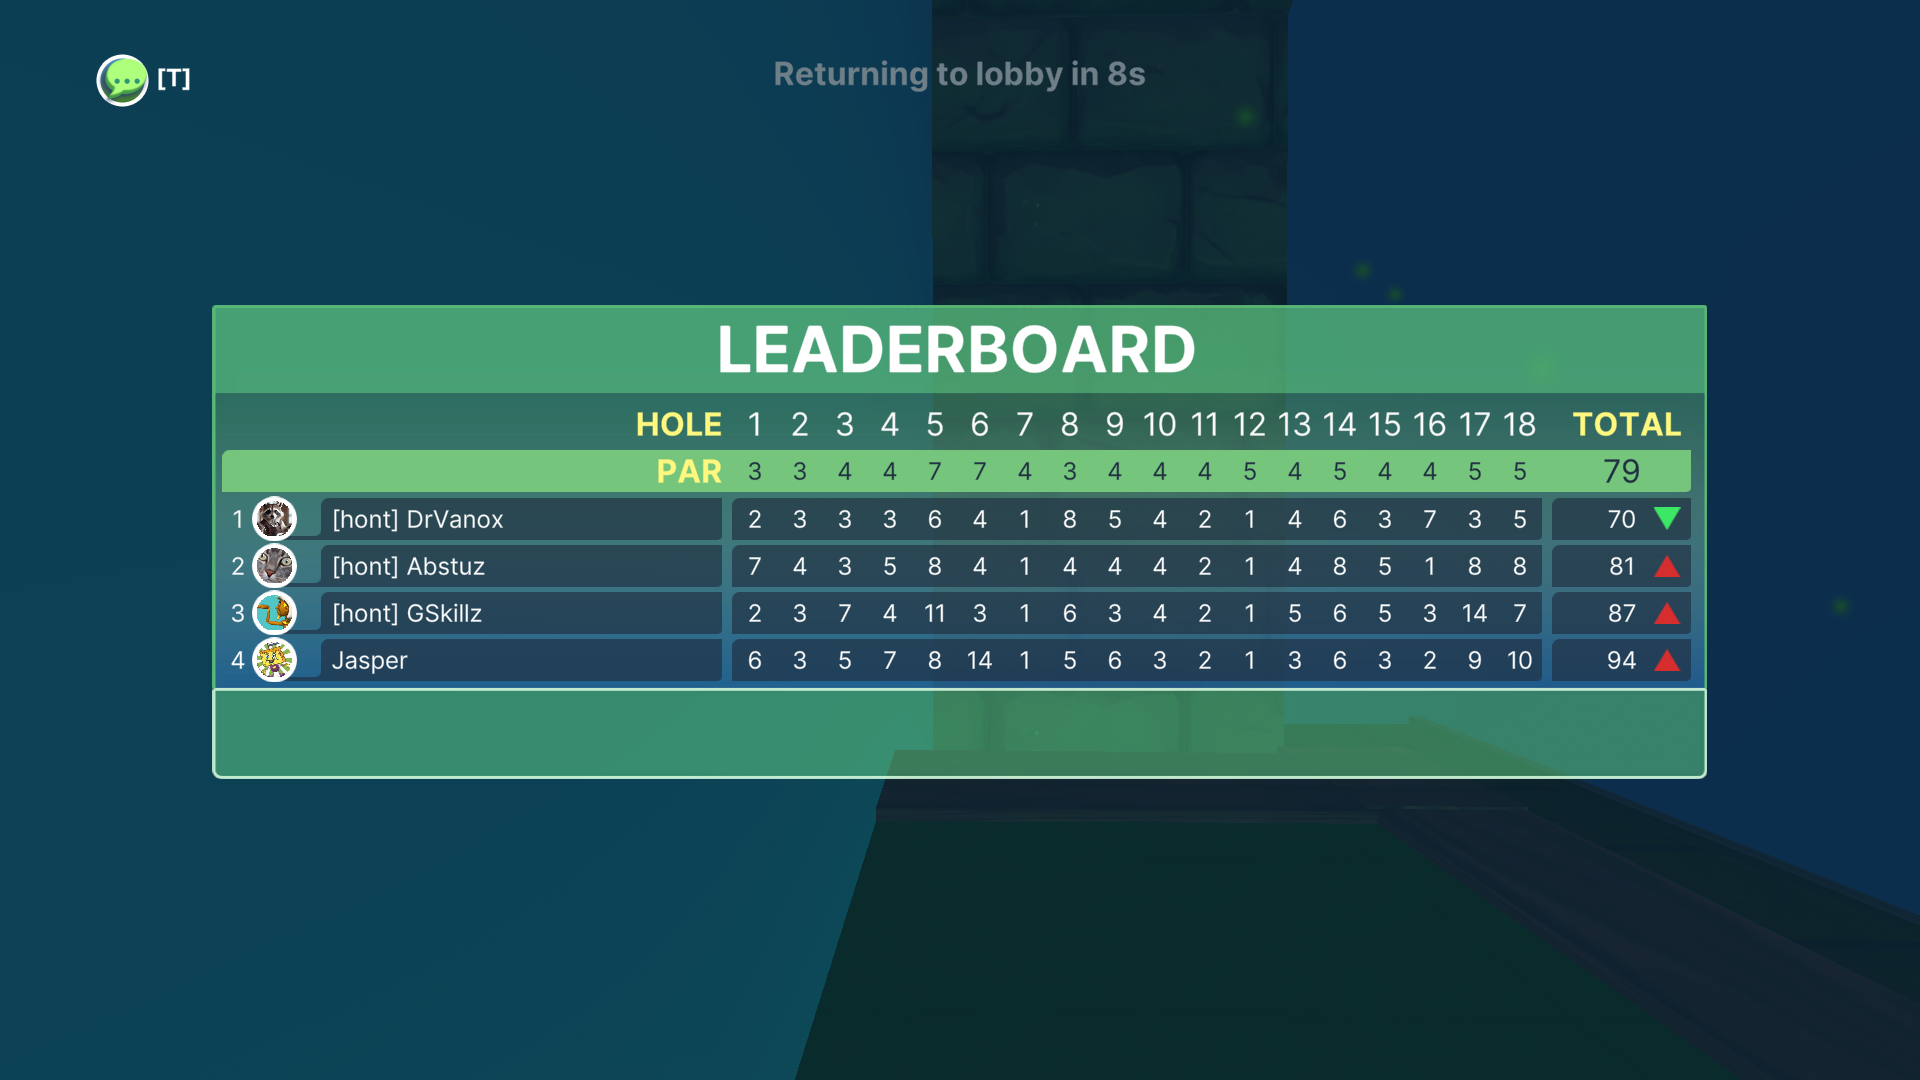 [T]
Returning to lobby in 8s
LEADERBOARD
HOLE 1 2 3 4 5 6 7 8 9 10 11 12 13 14 15 16 17 18 TOTAL
PAR 3 3 4 4 7 7 4 3 4 4 4 5 4 5 4 4 5 5 79
1 [hont] DrVanox 2 3 3 3 6 4 1 8 5 4 2 1 4 6 3 7 3 5 70
2 [hont] Abstuz 7 4 3 5 8 4 1 4 4 4 2 1 4 8 5 1 8 8 81
3 [hont] GSkillz 2 3 7 4 11 3 1 6 3 4 2 1 5 6 5 3 14 7 87
4 Jasper 6 3 5 7 8 14 1 5 6 3 2 1 3 6 3 2 9 10 94